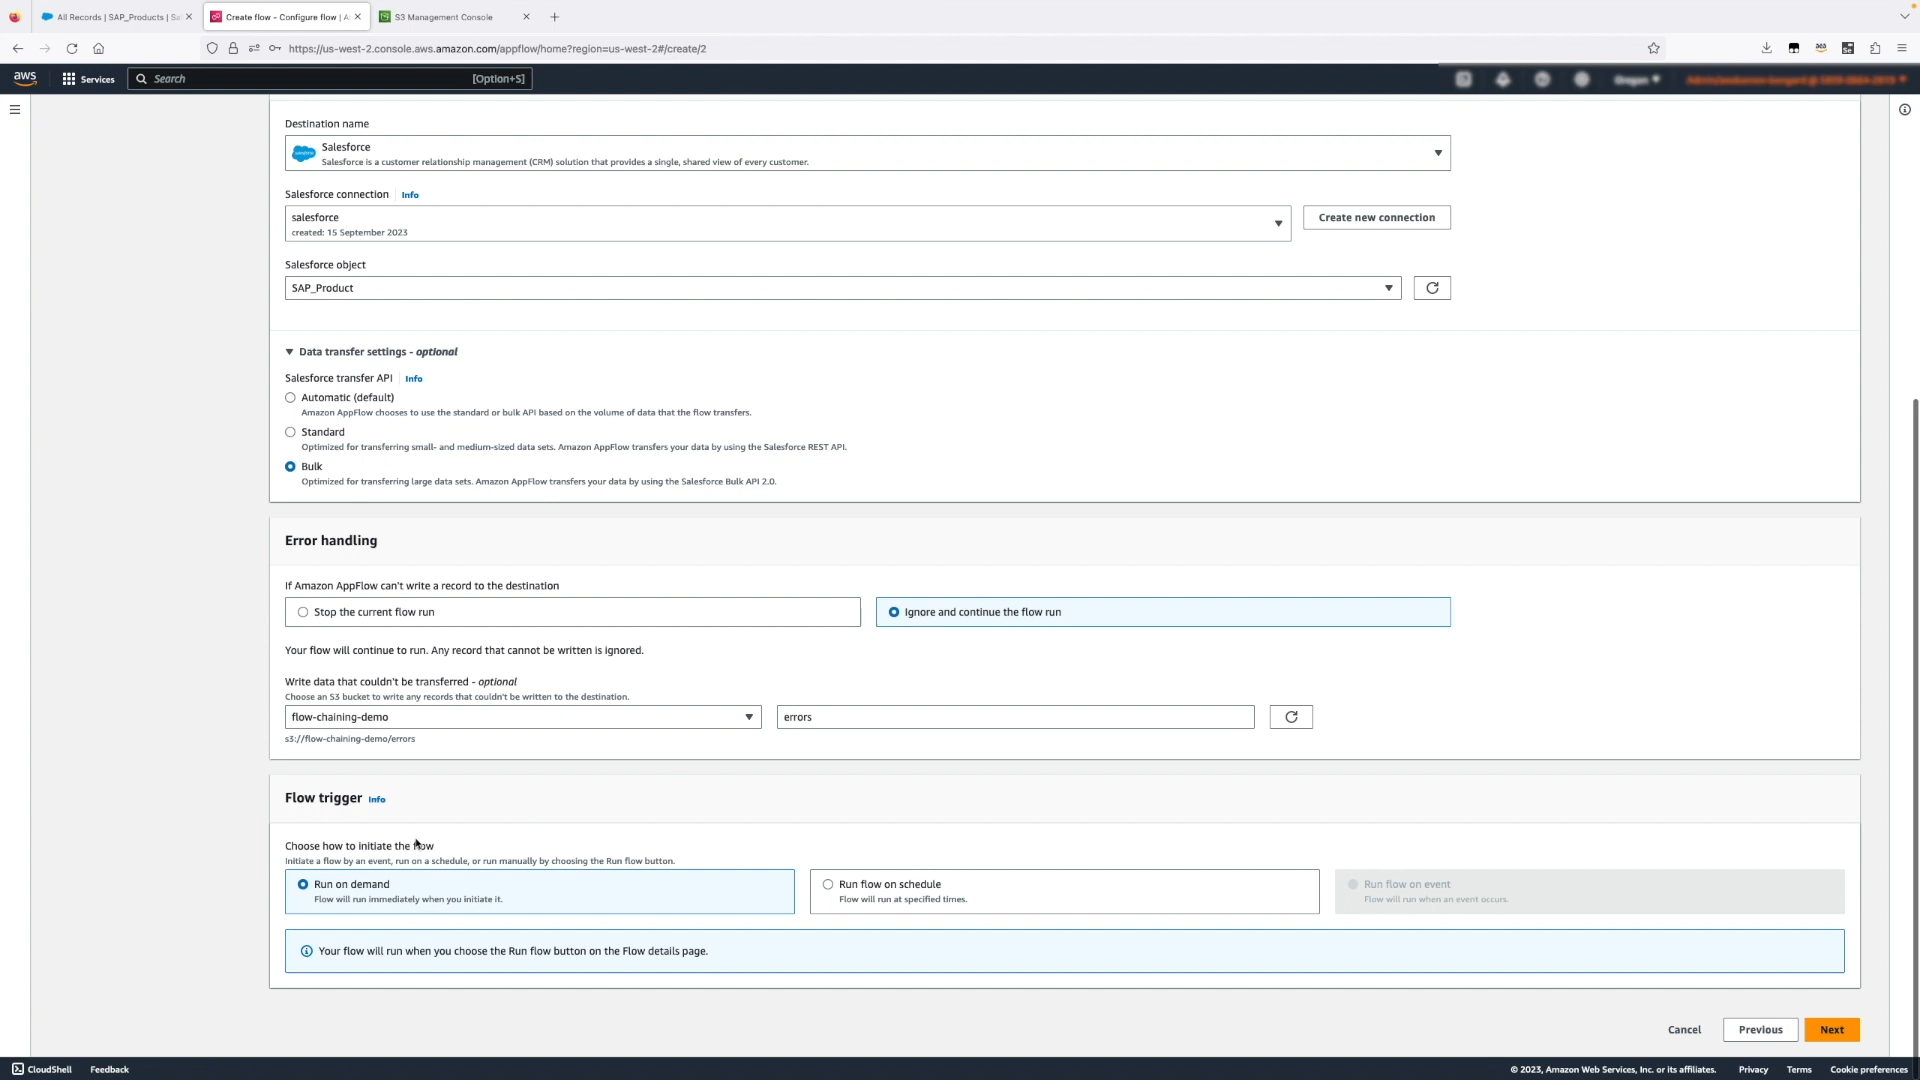 All Records | SAP_Products | Sa
Create flow - Configure flow | A
S3 Management Console
https://us-west-2.console.aws.amazon.com/appflow/home?region=us-west-2#/create/2
aws
Services
Search
[Option+S]
Oregon
Destination name
Salesforce
Salesforce is a customer relationship management (CRM) solution that provides a single, shared view of every customer.
Salesforce connection
Info
salesforce
created: 15 September 2023
Create new connection
Salesforce object
SAP_Product
Data transfer settings - optional
Salesforce transfer API
Info
Automatic (default)
Amazon AppFlow chooses to use the standard or bulk API based on the volume of data that the flow transfers.
Standard
Optimized for transferring small- and medium-sized data sets. Amazon AppFlow transfers your data by using the Salesforce REST API.
Bulk
Optimized for transferring large data sets. Amazon AppFlow transfers your data by using the Salesforce Bulk API 2.0.
Error handling
If Amazon AppFlow can't write a record to the destination
Stop the current flow run
Ignore and continue the flow run
Your flow will continue to run. Any record that cannot be written is ignored.
Write data that couldn't be transferred - optional
Choose an S3 bucket to write any records that couldn't be written to the destination.
flow-chaining-demo
errors
s3://flow-chaining-demo/errors
Flow trigger
Info
Choose how to initiate the flow
Initiate a flow by an event, run on a schedule, or run manually by choosing the Run flow button.
Run on demand
Flow will run immediately when you initiate it.
Run flow on schedule
Flow will run at specified times.
Run flow on event
Flow will run when an event occurs.
Your flow will run when you choose the Run flow button on the Flow details page.
Cancel
Previous
Next
CloudShell
Feedback
© 2023, Amazon Web Services, Inc. or its affiliates.
Privacy
Terms
Cookie preferences